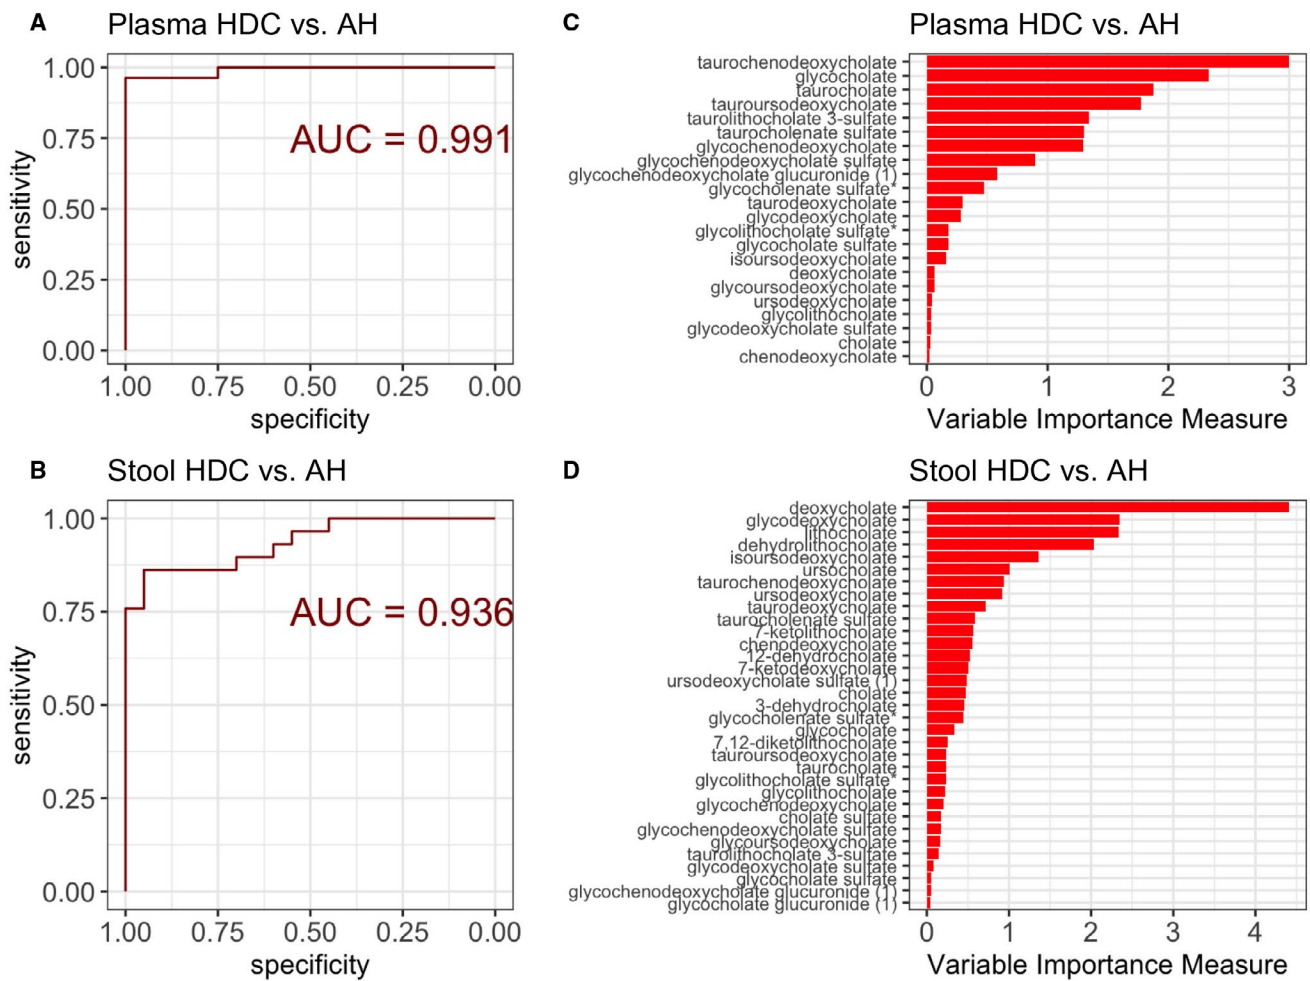 A
Plasma HDC vs. AH
sensitivity
1.00
0.75
0.50
0.25
0.00
AUC = 0.991
1.00 0.75 0.50 0.25 0.00
specificity
C
Plasma HDC vs. AH
taurochenodeoxycholate
glycocholate
taurocholate
tauroursodeoxycholate
taurolithocholate 3-sulfate
taurocholenate sulfate
glycochenodeoxycholate
glycochenodeoxycholate sulfate
glycochenodeoxycholate glucuronide (1)
glycocholenate sulfate*
taurodeoxycholate
glycodeoxycholate
glycolithocholate sulfate*
glycocholate sulfate
isoursodeoxycholate
deoxycholate
glycoursodeoxycholate
ursodeoxycholate
glycolithocholate
glycodeoxycholate sulfate
cholate
chenodeoxycholate
0 1 2 3
Variable Importance Measure
B
Stool HDC vs. AH
sensitivity
1.00
0.75
0.50
0.25
0.00
AUC = 0.936
1.00 0.75 0.50 0.25 0.00
specificity
D
Stool HDC vs. AH
deoxycholate
glycodeoxycholate
lithocholate
dehydrolithocholate
isoursodeoxycholate
ursocholate
taurochenodeoxycholate
ursodeoxycholate
taurodeoxycholate
taurocholenate sulfate
7-ketolithocholate
chenodeoxycholate
12-dehydrocholate
7-ketodeoxycholate
ursodeoxycholate sulfate (1)
cholate
3-dehydrocholate
glycocholenate sulfate*
glycocholate
7,12-diketolithocholate
tauroursodeoxycholate
taurocholate
glycolithocholate sulfate*
glycolithocholate
glycochenodeoxycholate
cholate sulfate
glycochenodeoxycholate sulfate
glycoursodeoxycholate
taurolithocholate 3-sulfate
glycodeoxycholate sulfate
glycocholate sulfate
glycochenodeoxycholate glucuronide (1)
glycocholate glucuronide (1)
0 1 2 3 4
Variable Importance Measure